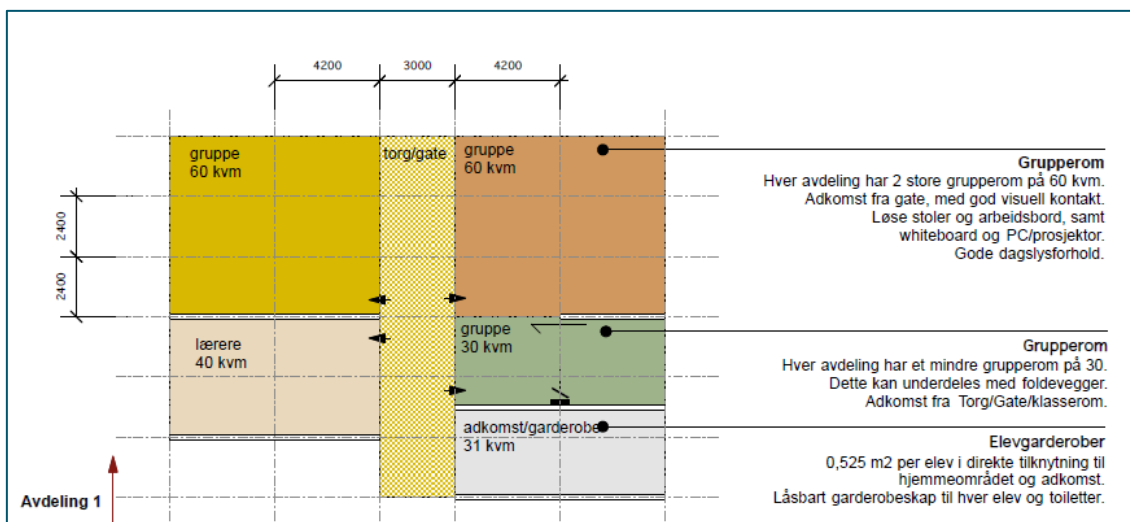 4200
3000
4200
gruppe
60 kvm
torg/gate
gruppe
60 kvm
2400
2400
lærere
40 kvm
gruppe
30 kvm
adkomst/garderobe
31 kvm
Avdeling 1
Grupperom
Hver avdeling har 2 store grupperom på 60 kvm.
Adkomst fra gate, med god visuell kontakt.
Løse stoler og arbeidsbord, samt
whiteboard og PC/prosjektor.
Gode dagslysforhold.
Grupperom
Hver avdeling har et mindre grupperom på 30.
Dette kan underdeles med foldevegger.
Adkomst fra Torg/Gate/klasserom.
Elevgarderober
0,525 m2 per elev i direkte tilknytning til
hjemmeområdet og adkomst.
Låsbart garderobeskap til hver elev og toiletter.